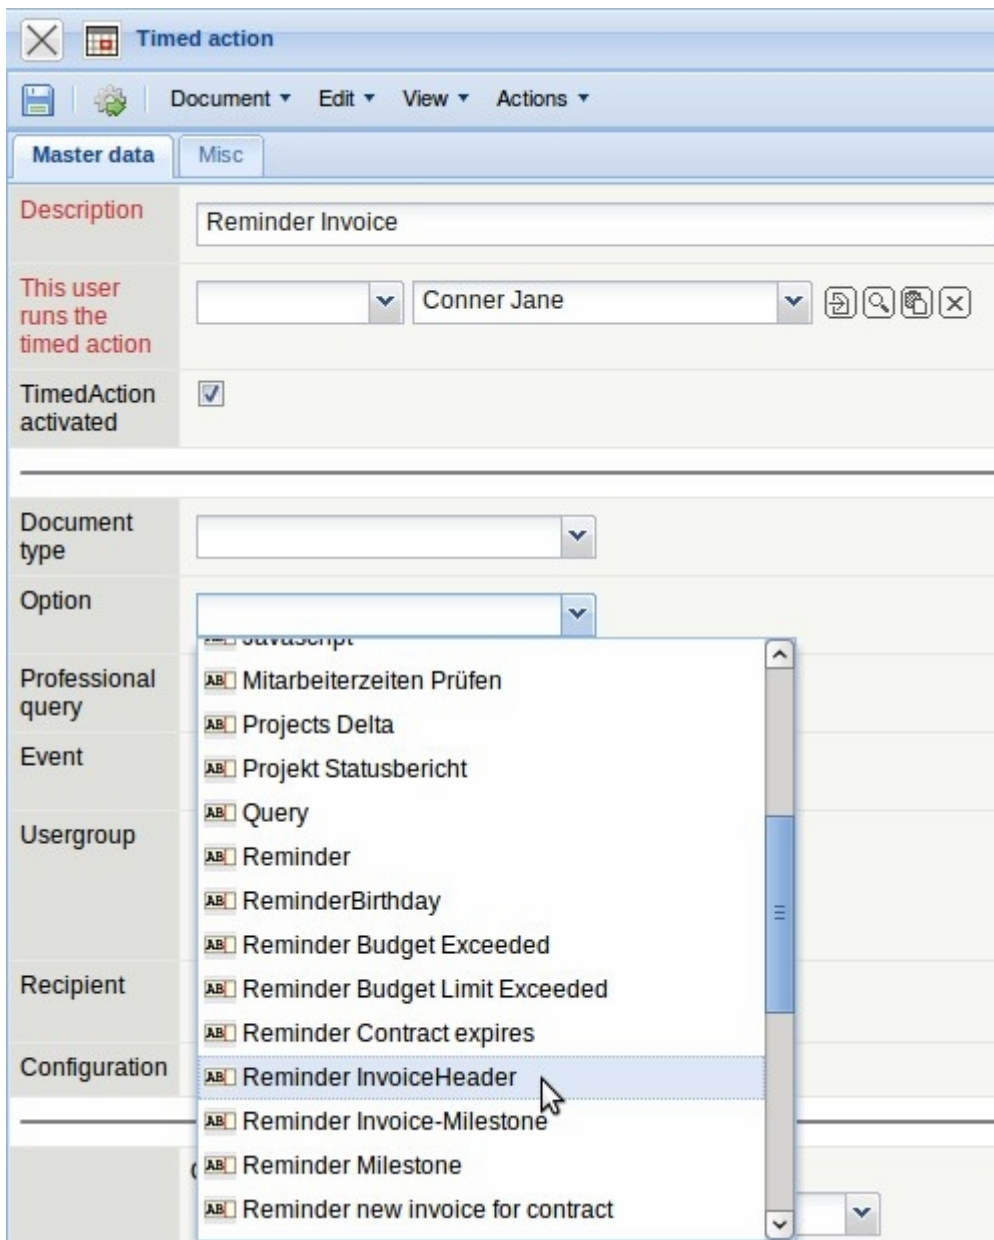 Timed action
Document Edit View Actions
Master data Misc
Description
Reminder Invoice
This user
runs the
timed action
Conner Jane
TimedAction
activated
Document
type
Option
Javascript
Professional
query
Event
Usergroup
Recipient
Configuration
Mitarbeiterzeiten Prüfen
Projects Delta
Projekt Statusbericht
Query
Reminder
ReminderBirthday
Reminder Budget Exceeded
Reminder Budget Limit Exceeded
Reminder Contract expires
Reminder InvoiceHeader
Reminder Invoice-Milestone
Reminder Milestone
Reminder new invoice for contract